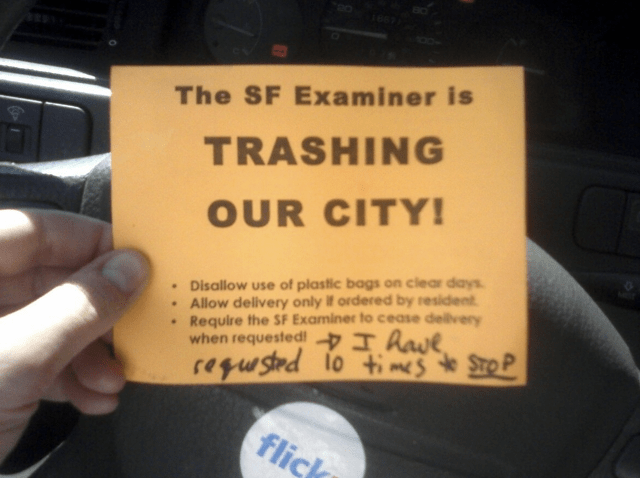 The SF Examiner is
TRASHING
OUR CITY!
• Disallow use of plastic bags on clear days.
• Allow delivery only if ordered by resident.
• Require the SF Examiner to cease delivery
when requested! → I have
requested 10 times to STOP
flick